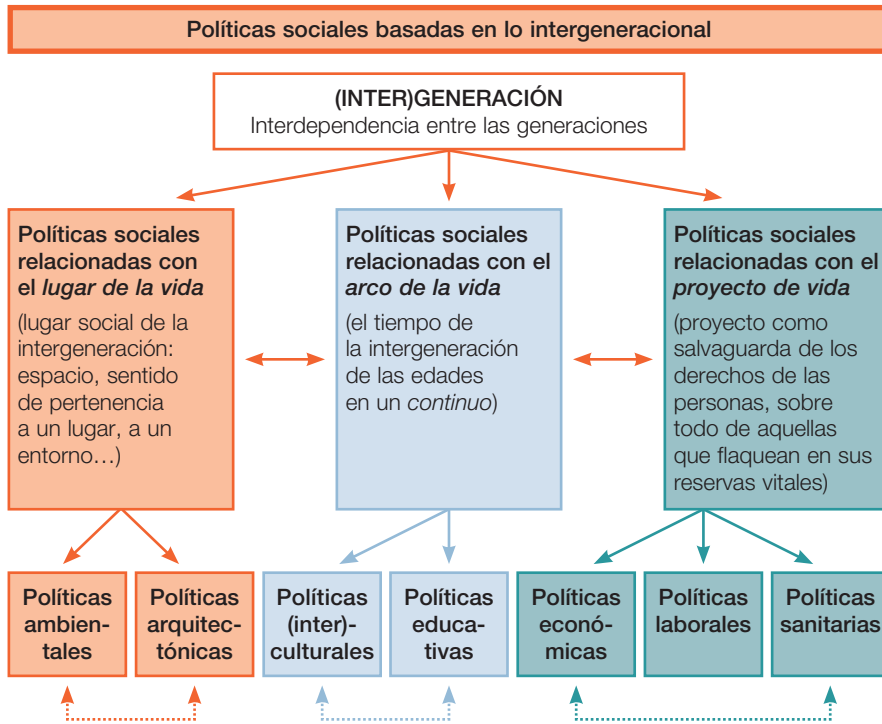 Políticas sociales basadas en lo intergeneracional
(INTER)GENERACIÓN
Interdependencia entre las generaciones
Políticas sociales
relacionadas con
el lugar de la vida
(lugar social de la
intergeneración:
espacio, sentido
de pertenencia
a un lugar, a un
entorno…)
Políticas sociales
relacionadas con el
arco de la vida
(el tiempo de
la intergeneración
de las edades
en un continuo)
Políticas sociales
relacionadas con el
proyecto de vida
(proyecto como
salvaguarda de los
derechos de las
personas, sobre
todo de aquellas
que flaquean en sus
reservas vitales)
Políticas
ambien-
tales
Políticas
arquitec-
tónicas
Políticas
(inter)-
culturales
Políticas
educa-
tivas
Políticas
econó-
micas
Políticas
laborales
Políticas
sanitarias